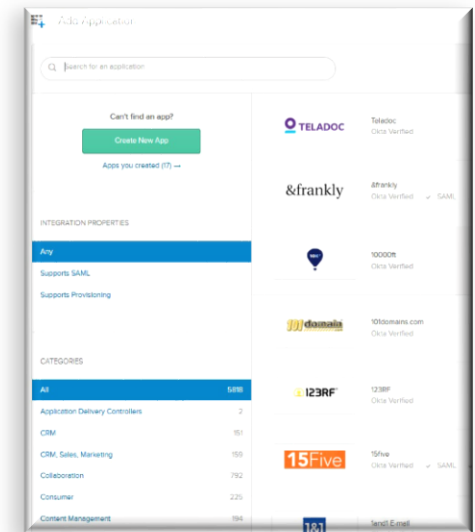 Add Application
Search for an application
Can't find an app?
Create New App
Apps you created (17) →
INTEGRATION PROPERTIES
Any
Supports SAML
Supports Provisioning
CATEGORIES
All 5818
Application Delivery Controllers 2
CRM 151
CRM, Sales, Marketing 159
Collaboration 792
Consumer 225
Content Management 194
TELADOC
Teladoc
Okta Verified
&frankly
&frankly
Okta Verified ✓ SAML
10000ft
Okta Verified
101domain
101domains.com
Okta Verified
123RF
123RF
Okta Verified
15Five
15five
Okta Verified ✓ SAML
1&1
1and1 E-mail